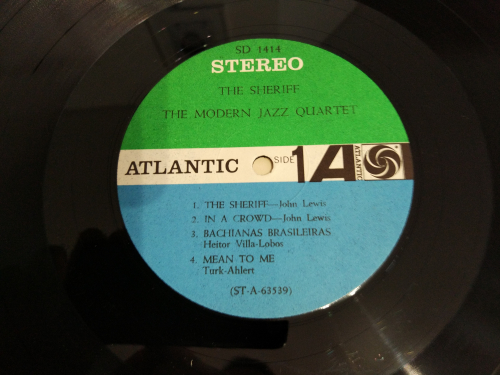 SD 1414
STEREO
THE SHERIFF
THE MODERN JAZZ QUARTET
ATLANTIC SIDE 1 A ATLANTIC
1. THE SHERIFF—John Lewis
2. IN A CROWD—John Lewis
3. BACHIANAS BRASILEIRAS
Heitor Villa-Lobos
4. MEAN TO ME
Turk-Ahlert
(ST-A-63539)